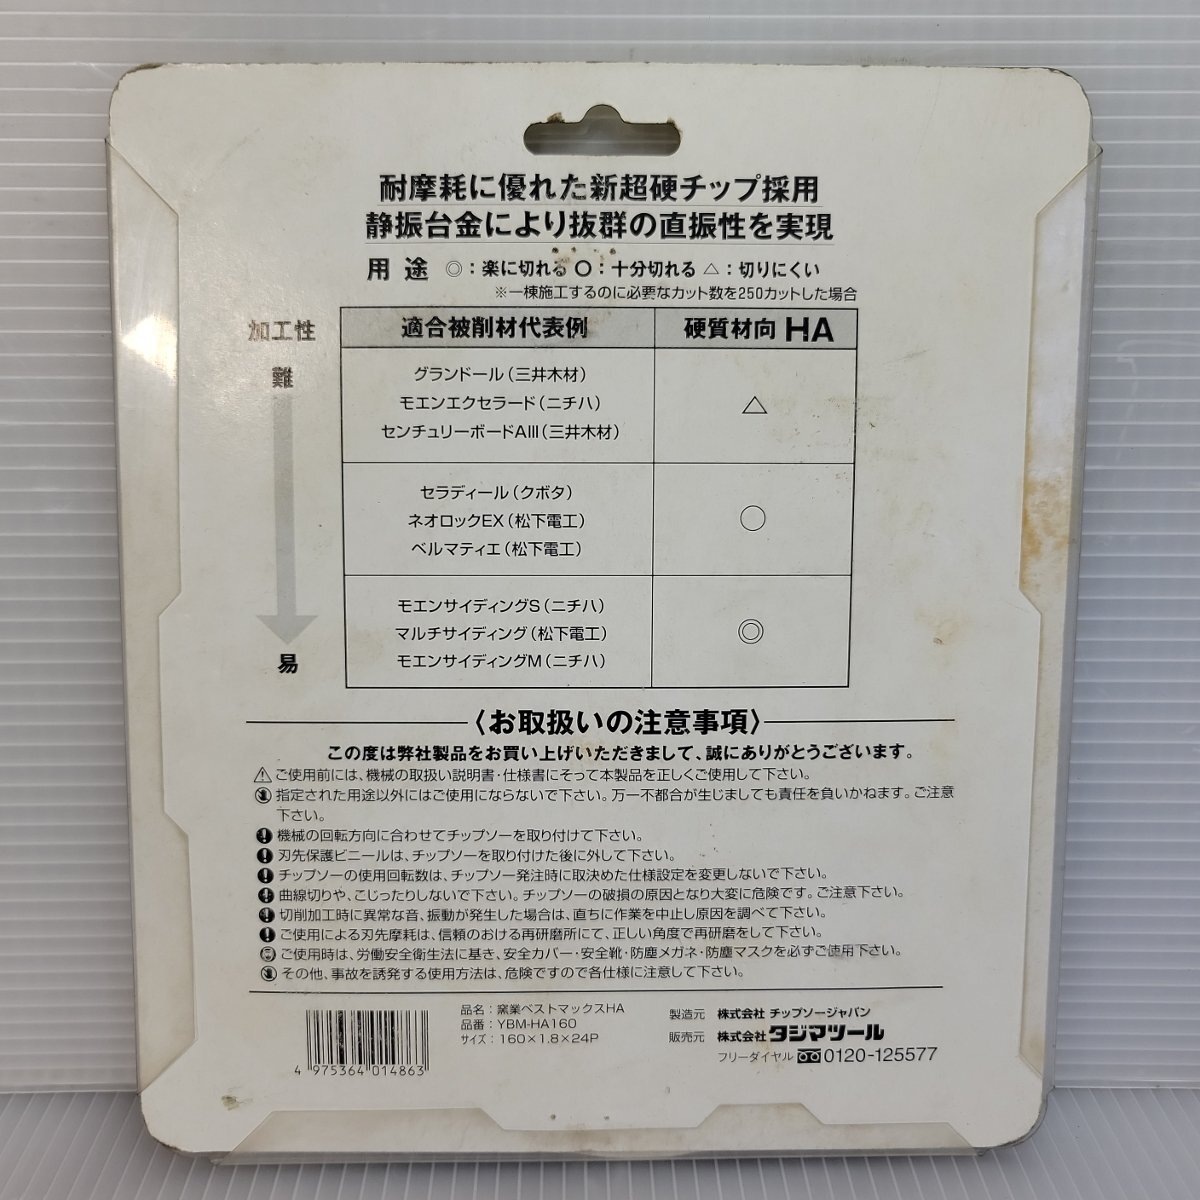 耐摩耗に優れた新超硬チップ採用
静振台金により抜群の直振性を実現
用途 ◎：楽に切れる ○：十分切れる △：切りにくい
※一棟施工するのに必要なカット数を250カットした場合
加工性
難
易
適合被削材代表例 硬質材向 HA
グランドール（三井木材）
モエンエクセラード（ニチハ）
センチュリーボードAIII（三井木材）
△
セラディール（クボタ）
ネオロックEX（松下電工）
ベルマティエ（松下電工）
○
モエンサイディングS（ニチハ）
マルチサイディング（松下電工）
モエンサイディングM（ニチハ）
◎
〈お取扱いの注意事項〉
この度は弊社製品をお買い上げいただきまして、誠にありがとうございます。
ご使用前には、機械の取扱い説明書・仕様書にそって本製品を正しくご使用して下さい。
指定された用途以外にはご使用にならないで下さい。万一不都合が生じましても責任を負いかねます。ご注意
下さい。
機械の回転方向に合わせてチップソーを取り付けて下さい。
刃先保護ビニールは、チップソーを取り付けた後に外して下さい。
チップソーの使用回転数は、チップソー発注時に取決めた仕様設定を変更しないで下さい。
曲線切りや、こじったりしないで下さい。チップソーの破損の原因となり大変に危険です。ご注意下さい。
切削加工時に異常な音、振動が発生した場合は、直ちに作業を中止し原因を調べて下さい。
ご使用による刃先摩耗は、信頼のおける再研磨所にて、正しい角度で再研磨をして下さい。
ご使用時は、労働安全衛生法に基き、安全カバー・安全靴・防塵メガネ・防塵マスクを必ずご使用下さい。
その他、事故を誘発する使用方法は、危険ですので各仕様に注意して下さい。
4 975364 014863
品名：窯業ベストマックスHA
品番：YBM-HA160
サイズ：160×1.8×24P
製造元 株式会社 チップソージャパン
販売元 株式会社 タジマツール
フリーダイヤル 0120-125577